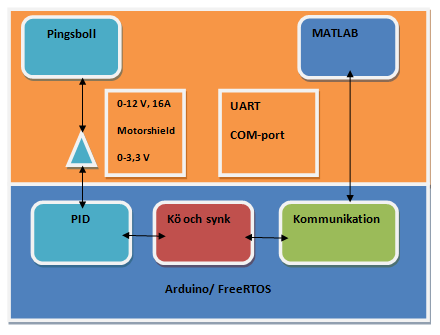 Pingsboll
MATLAB
0-12 V, 16A
Motorshield
0-3,3 V
UART
COM-port
PID
Kö och synk
Kommunikation
Arduino/ FreeRTOS